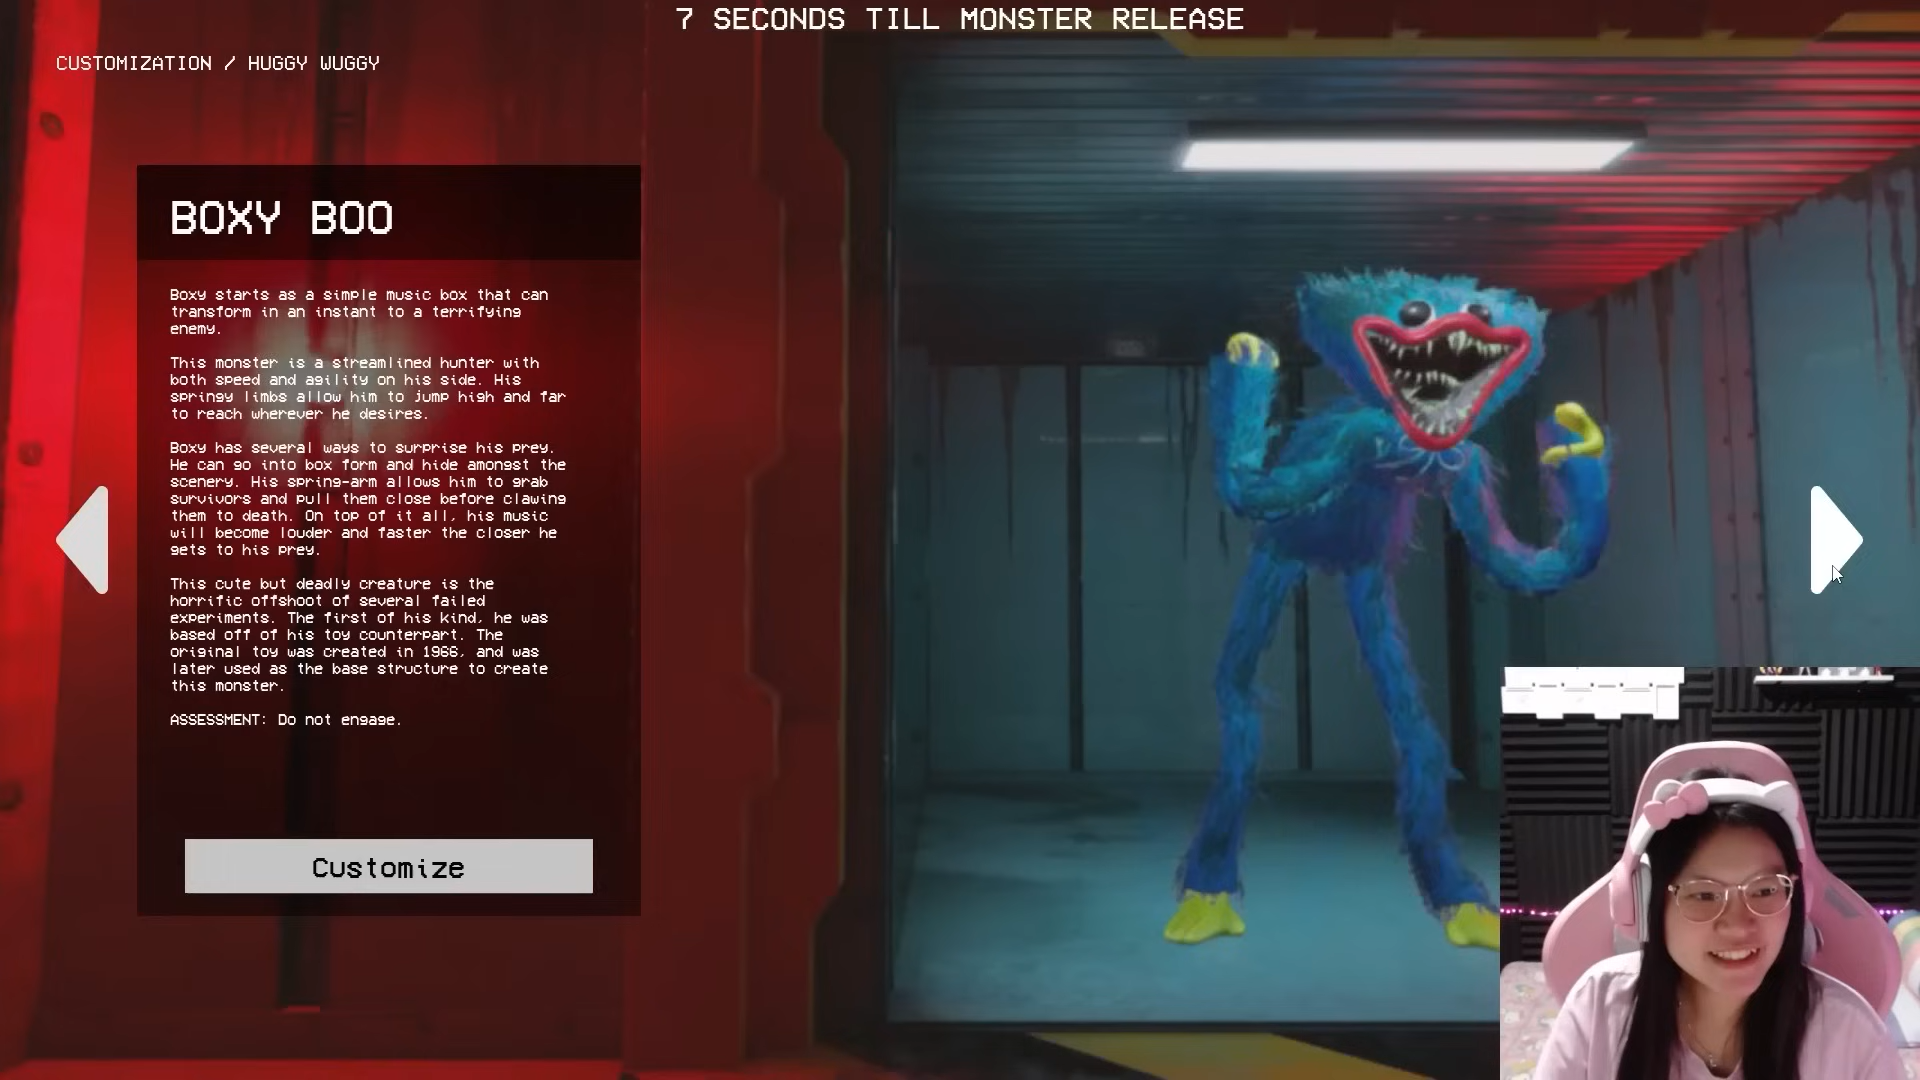 7 SECONDS TILL MONSTER RELEASE
CUSTOMIZATION / HUGGY WUGGY
BOXY BOO
Boxy starts as a simple music box that can
transform in an instant to a terrifying
enemy.
This monster is a streamlined hunter with
both speed and agility on his side. His
springy limbs allow him to jump high and far
to reach wherever he desires.
Boxy has several ways to surprise his prey.
He can go into box form and hide amongst the
scenery. His spring-arm allows him to grab
survivors and pull them close before clawing
them to death. On top of it all, his music
will become louder and faster the closer he
gets to his prey.
This cute but deadly creature is the
horrific offshoot of several failed
experiments. The first of his kind, he was
based off of his toy counterpart. The
original toy was created in 1966, and was
later used as the base structure to create
this monster.
ASSESSMENT: Do not engage.
Customize